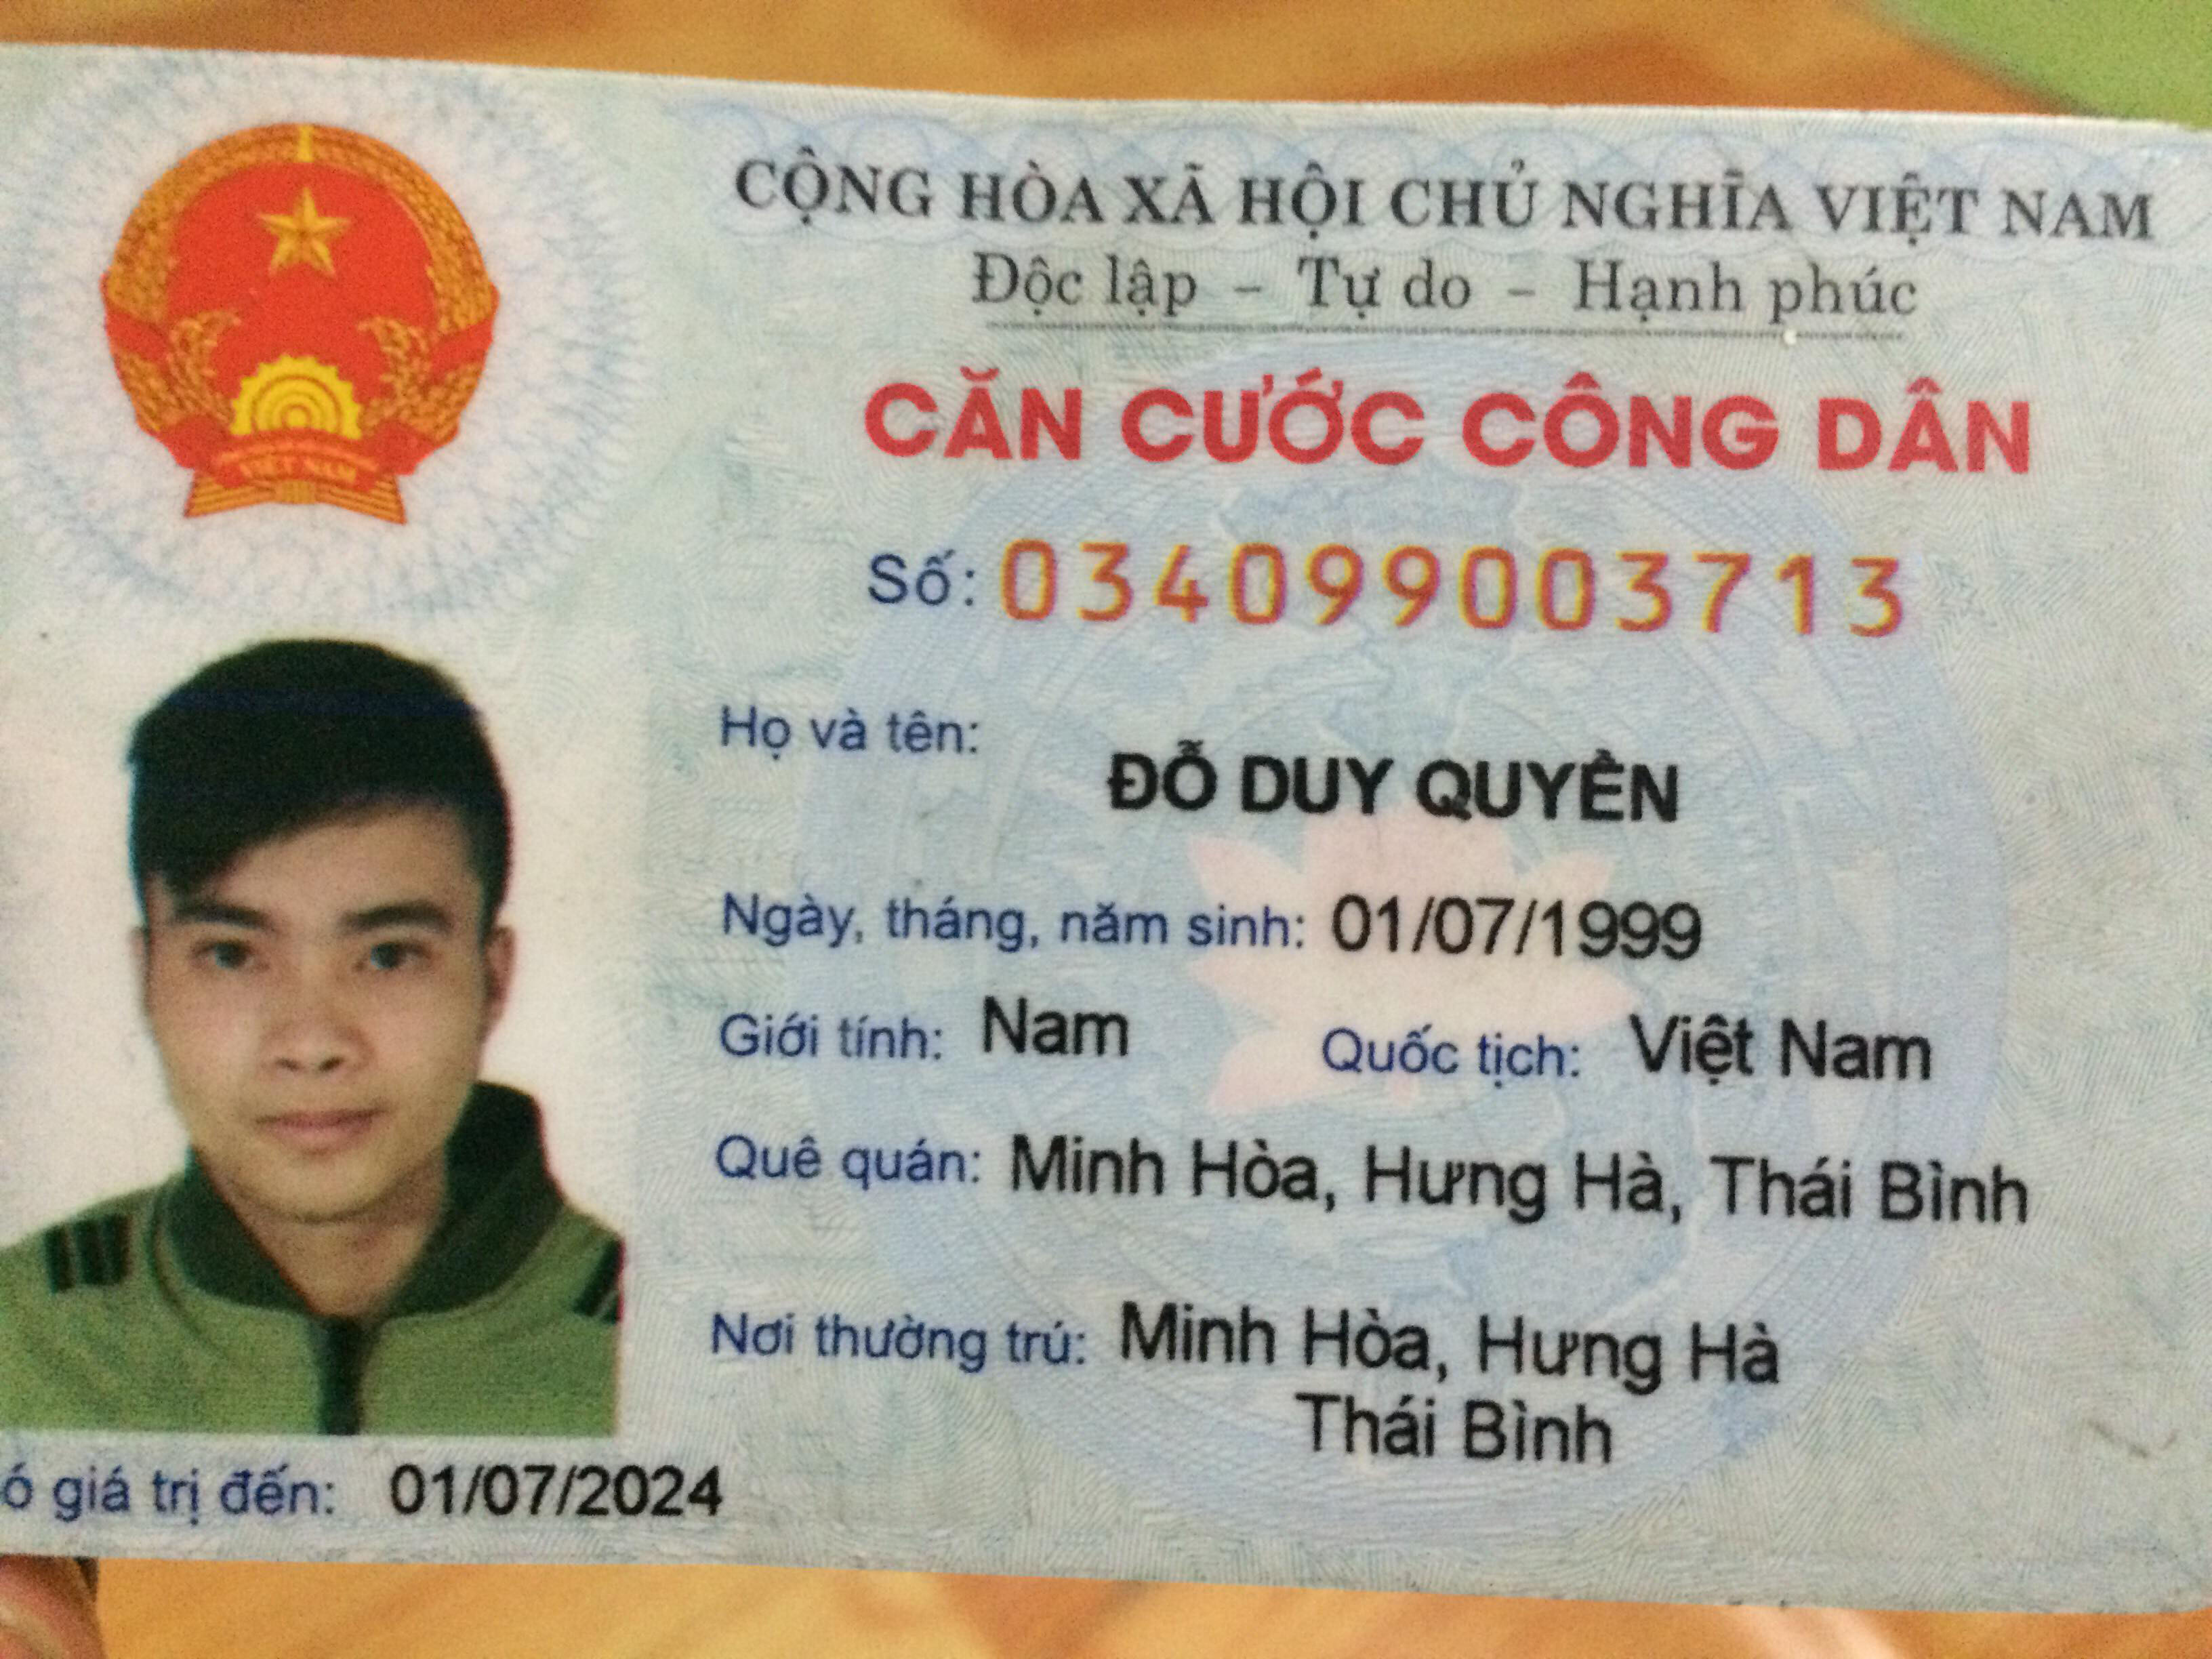 CỘNG HÒA XÃ HỘI CHỦ NGHĨA VIỆT NAM
Độc lập - Tự do - Hạnh phúc
CĂN CƯỚC CÔNG DÂN
Số: 034099003713
Họ và tên:
ĐỖ DUY QUYỀN
Ngày, tháng, năm sinh: 01/07/1999
Giới tính: Nam Quốc tịch: Việt Nam
Quê quán: Minh Hòa, Hưng Hà, Thái Bình
Nơi thường trú: Minh Hòa, Hưng Hà
Thái Bình
ó giá trị đến: 01/07/2024
VIỆT NAM